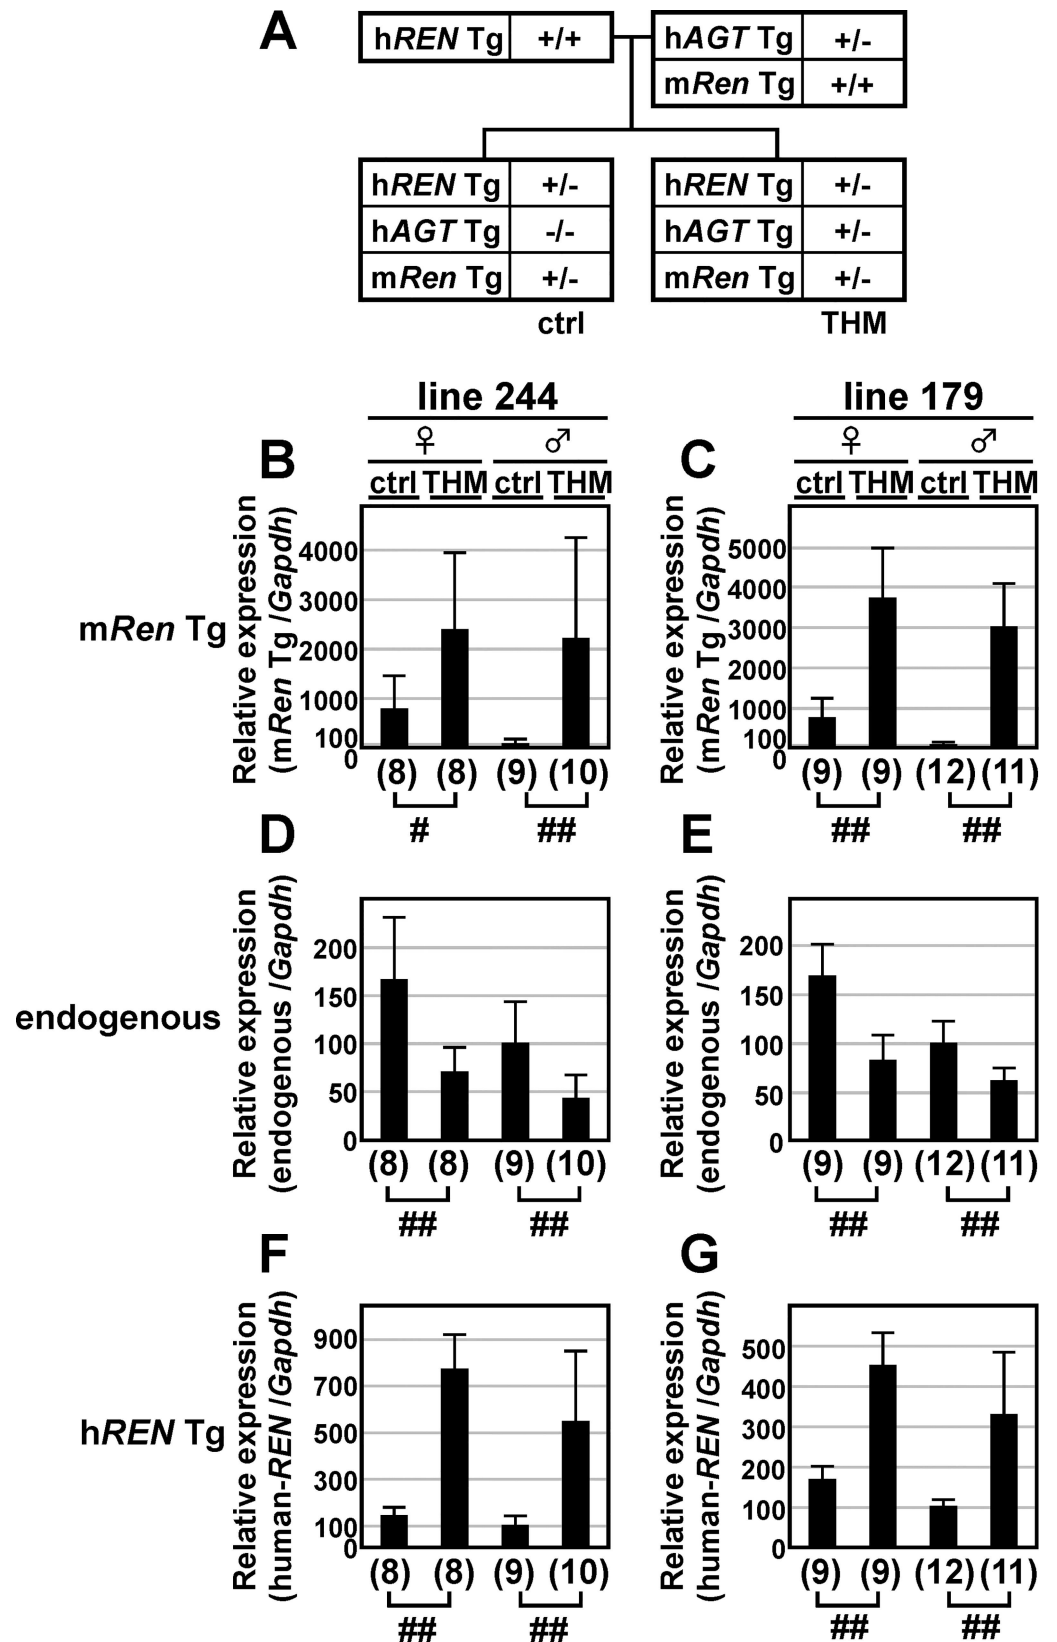 A
hREN Tg +/+
hAGT Tg +/-
mRen Tg +/+
hREN Tg +/-
hAGT Tg -/-
mRen Tg +/-
ctrl
hREN Tg +/-
hAGT Tg +/-
mRen Tg +/-
THM
line 244
♀ ♂
B
ctrl THM ctrl THM
mRen Tg
Relative expression
(mRen Tg /Gapdh)
4000
3000
2000
1000
100
0
(8) (8) (9) (10)
# ##
line 179
♀ ♂
C
ctrl THM ctrl THM
Relative expression
(mRen Tg /Gapdh)
5000
4000
3000
2000
1000
100
0
(9) (9) (12) (11)
## ##
D
endogenous
Relative expression
(endogenous /Gapdh)
200
150
100
50
0
(8) (8) (9) (10)
## ##
E
Relative expression
(endogenous /Gapdh)
200
150
100
50
0
(9) (9) (12) (11)
## ##
F
hREN Tg
Relative expression
(human-REN /Gapdh)
900
700
500
300
100
0
(8) (8) (9) (10)
## ##
G
Relative expression
(human-REN /Gapdh)
500
400
300
200
100
0
(9) (9) (12) (11)
## ##